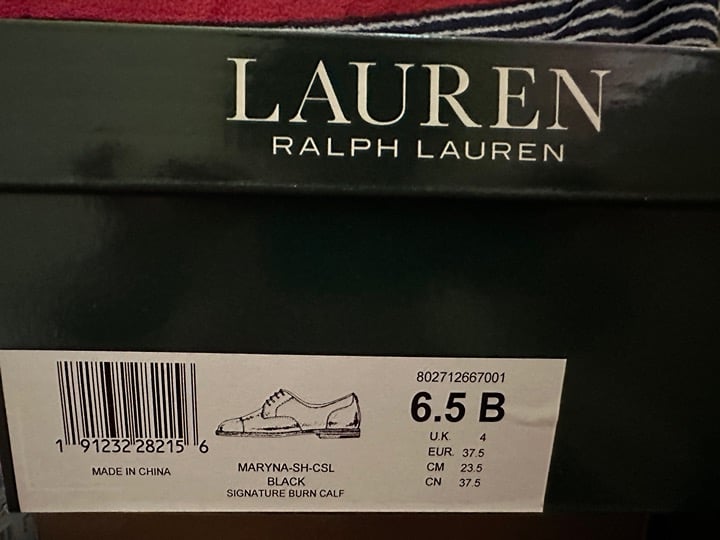 LAUREN
RALPH LAUREN
1 91232 28215 6
MADE IN CHINA
MARYNA-SH-CSL
BLACK
SIGNATURE BURN CALF
802712667001
6.5 B
U.K. 4
EUR. 37.5
CM 23.5
CN 37.5